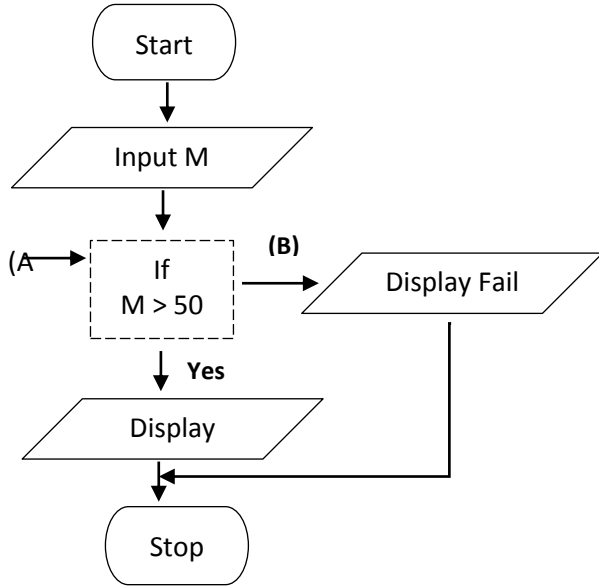 Start
Input M
(A
If
M > 50
(B)
Display Fail
Yes
Display
Stop